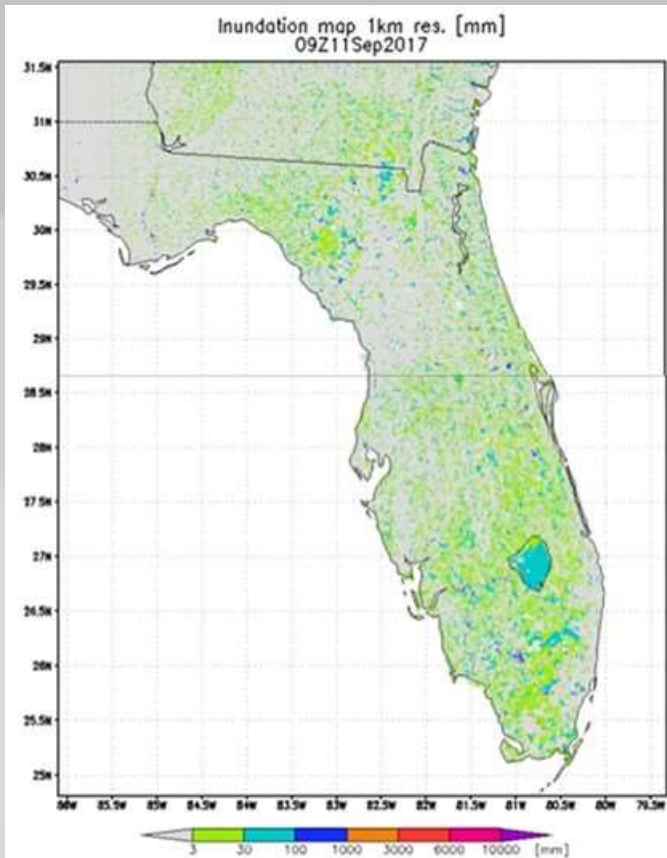 Inundation map 1km res. [mm]
09Z11Sep2017
31.5N
31N
30.5N
30N
29.5N
29N
28.5N
28N
27.5N
27N
26.5N
26N
25.5N
25N
86W 85.5W 85W 84.5W 84W 83.5W 83W 82.5W 82W 81.5W 81W 80.5W 80W 79.5W
3 30 100 1000 3000 6000 10000 [mm]